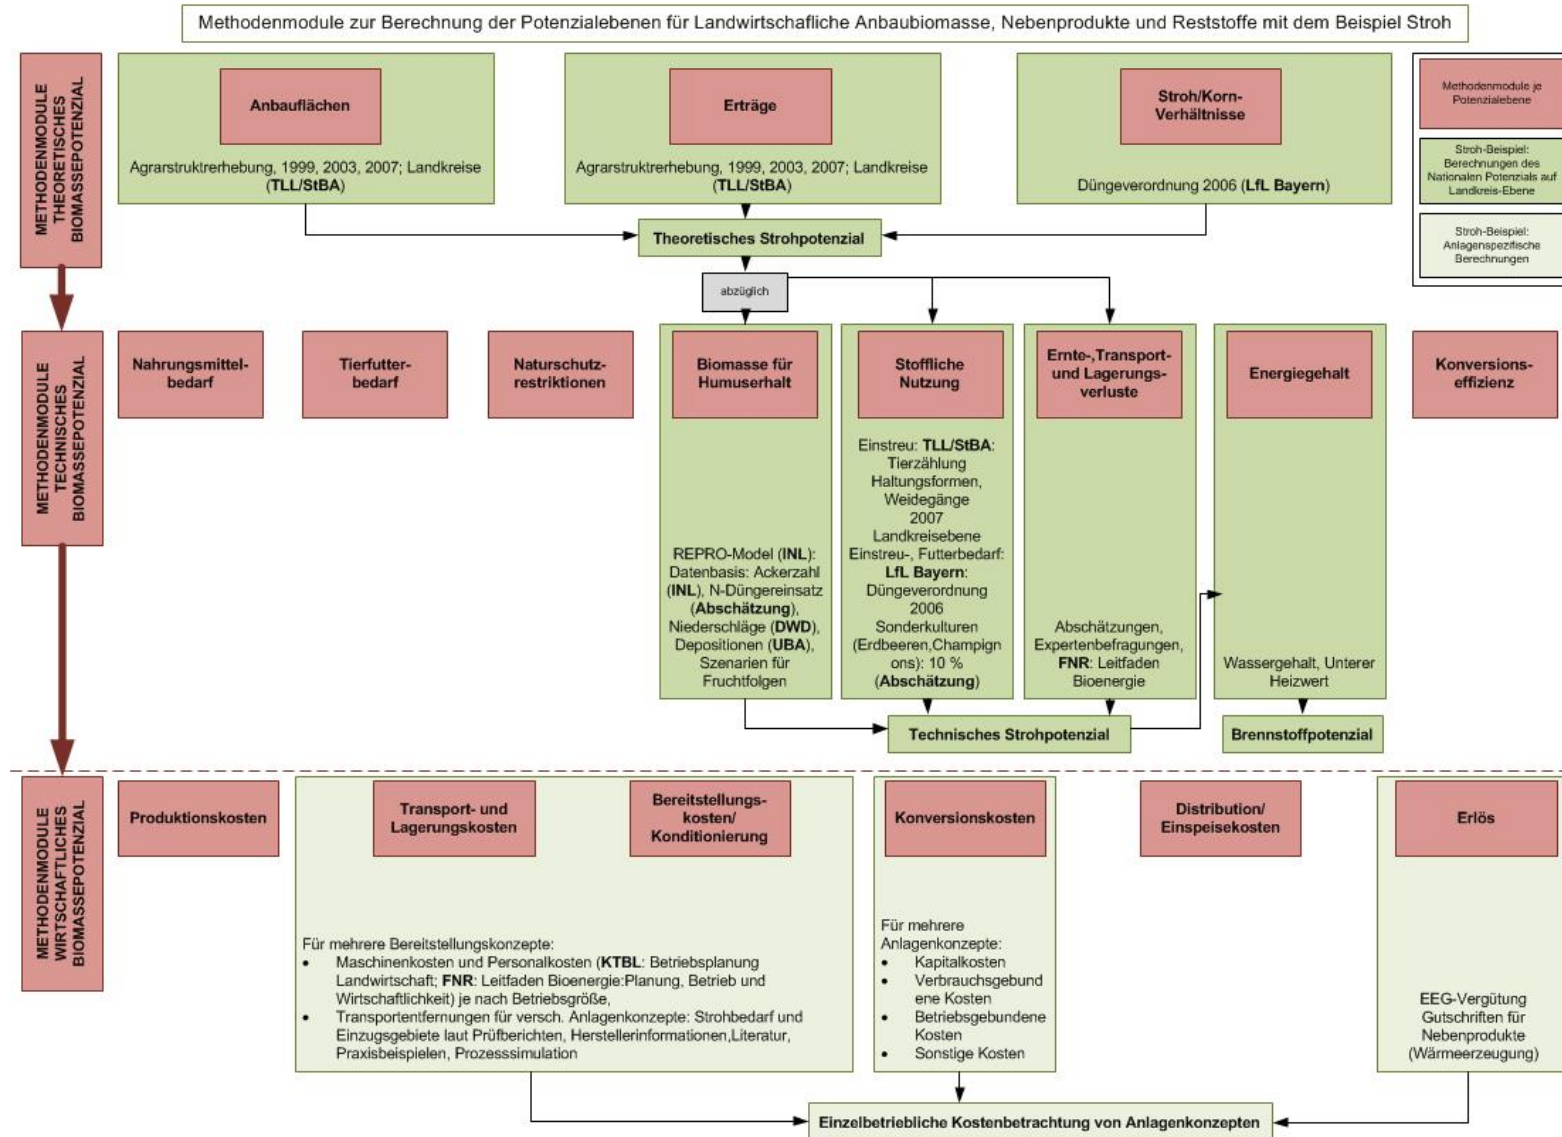 Methodenmodule zur Berechnung der Potenzialebenen für Landwirtschafliche Anbaubiomasse, Nebenprodukte und Reststoffe mit dem Beispiel Stroh
METHODENMODULE
THEORETISCHES
BIOMASSEPOTENZIAL
Anbauflächen
Agrarstruktrerhebung, 1999, 2003, 2007; Landkreise
(TLL/StBA)
Erträge
Agrarstruktrerhebung, 1999, 2003, 2007; Landkreise
(TLL/StBA)
Stroh/Korn-
Verhältnisse
Düngeverordnung 2006 (LfL Bayern)
Methodenmodule je
Potenzialebene
Stroh-Beispiel:
Berechnungen des
Nationalen Potenzials auf
Landkreis-Ebene
Stroh-Beispiel:
Anlagenspezifische
Berechnungen
Theoretisches Strohpotenzial
abzüglich
METHODENMODULE
TECHNISCHES
BIOMASSEPOTENZIAL
Nahrungsmittel-
bedarf
Tierfutter-
bedarf
Naturschutz-
restriktionen
Biomasse für
Humuserhalt
REPRO-Model (INL):
Datenbasis: Ackerzahl
(INL), N-Düngereinsatz
(Abschätzung),
Niederschläge (DWD),
Depositionen (UBA),
Szenarien für
Fruchtfolgen
Stoffliche
Nutzung
Einstreu: TLL/StBA:
Tierzählung
Haltungsformen,
Weidegänge
2007
Landkreisebene
Einstreu-, Futterbedarf:
LfL Bayern:
Düngeverordnung
2006
Sonderkulturen
(Erdbeeren,Champign
ons): 10 %
(Abschätzung)
Ernte-,Transport-
und Lagerungs-
verluste
Abschätzungen,
Expertenbefragungen,
FNR: Leitfaden
Bioenergie
Energiegehalt
Wassergehalt, Unterer
Heizwert
Konversions-
effizienz
Technisches Strohpotenzial
Brennstoffpotenzial
METHODENMODULE
WIRTSCHAFTLICHES
BIOMASSEPOTENZIAL
Produktionskosten
Transport- und
Lagerungskosten
Bereitstellungs-
kosten/
Konditionierung
Für mehrere Bereitstellungskonzepte:
• Maschinenkosten und Personalkosten (KTBL: Betriebsplanung
Landwirtschaft; FNR: Leitfaden Bioenergie:Planung, Betrieb und
Wirtschaftlichkeit) je nach Betriebsgröße,
• Transportentfernungen für versch. Anlagenkonzepte: Strohbedarf und
Einzugsgebiete laut Prüfberichten, Herstellerinformationen,Literatur,
Praxisbeispielen, Prozesssimulation
Konversionskosten
Für mehrere
Anlagenkonzepte:
• Kapitalkosten
• Verbrauchsgebund
ene Kosten
• Betriebsgebundene
Kosten
• Sonstige Kosten
Distribution/
Einspeisekosten
Erlös
EEG-Vergütung
Gutschriften für
Nebenprodukte
(Wärmeerzeugung)
Einzelbetriebliche Kostenbetrachtung von Anlagenkonzepten